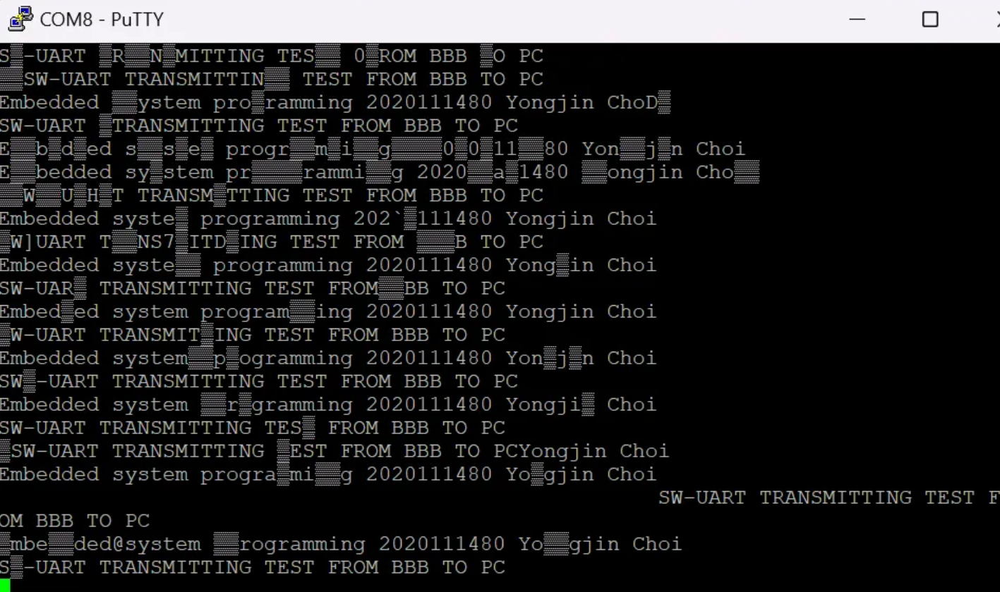 COM8 - PuTTY
S▒-UART ▒R▒▒N▒MITTING TES▒▒ 0▒ROM BBB ▒O PC
▒▒SW-UART TRANSMITTIN▒▒ TEST FROM BBB TO PC
Embedded ▒▒ystem pro▒ramming 2020111480 Yongjin ChoD▒
SW-UART ▒TRANSMITTING TEST FROM BBB TO PC
E▒▒b▒d▒ed s▒▒s▒e▒ progr▒▒m▒i▒▒g▒▒▒▒0▒0▒11▒▒80 Yon▒▒j▒n Choi
E▒▒bedded sy▒stem pr▒▒▒▒rammi▒▒g 2020▒▒a▒1480 ▒▒ongjin Cho▒▒
▒▒W▒▒U▒H▒T TRANSM▒TTING TEST FROM BBB TO PC
Embedded syste▒ programming 202`▒111480 Yongjin Choi
▒W]UART T▒▒NS7▒ITD▒ING TEST FROM ▒▒▒B TO PC
Embedded syste▒▒ programming 2020111480 Yong▒in Choi
SW-UAR▒ TRANSMITTING TEST FROM▒▒BB TO PC
Embed▒ed system program▒▒ing 2020111480 Yongjin Choi
▒W-UART TRANSMIT▒ING TEST FROM BBB TO PC
Embedded system▒▒p▒ogramming 2020111480 Yon▒j▒n Choi
SW▒-UART TRANSMITTING TEST FROM BBB TO PC
Embedded system ▒▒r▒gramming 2020111480 Yongji▒ Choi
SW-UART TRANSMITTING TES▒ FROM BBB TO PC
▒SW-UART TRANSMITTING ▒EST FROM BBB TO PCYongjin Choi
Embedded system progra▒mi▒▒g 2020111480 Yo▒gjin Choi
SW-UART TRANSMITTING TEST F
OM BBB TO PC
▒mbe▒▒ded@system ▒▒rogramming 2020111480 Yo▒▒gjin Choi
S▒-UART TRANSMITTING TEST FROM BBB TO PC